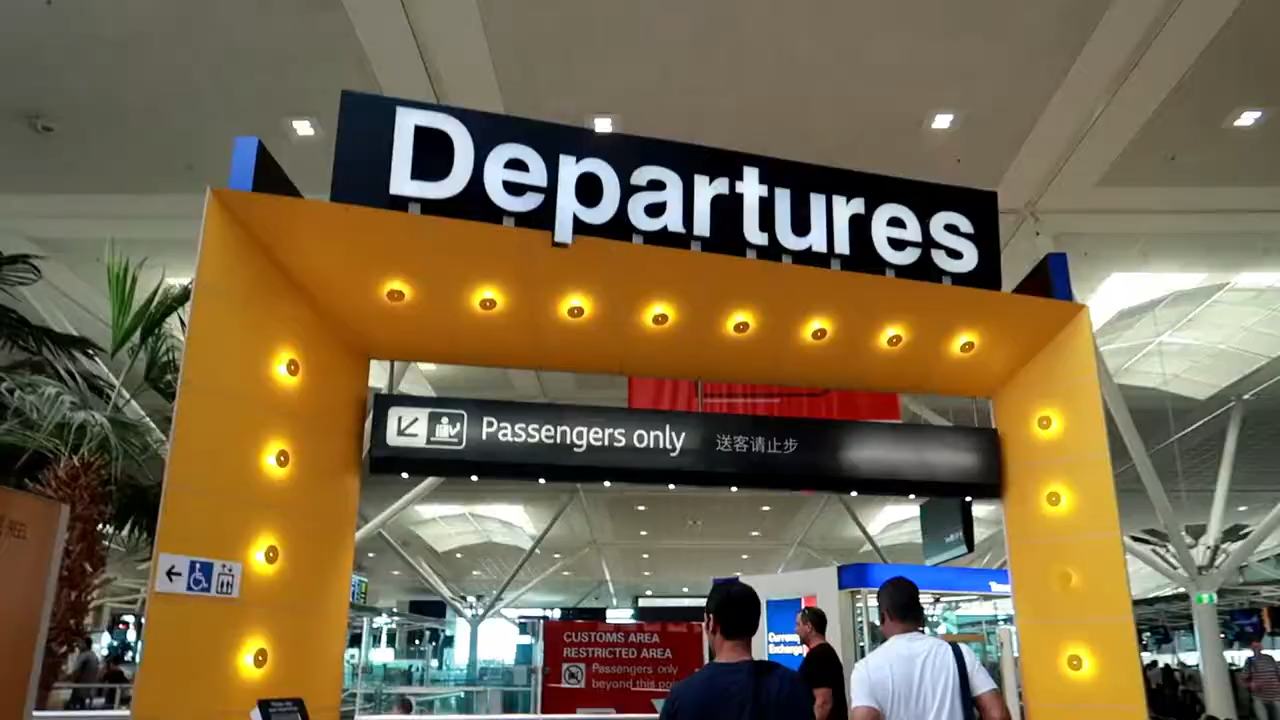 Departures
Passengers only 送客请止步
CUSTOMS AREA
RESTRICTED AREA
Passengers only
beyond this point
Currency
Exchange